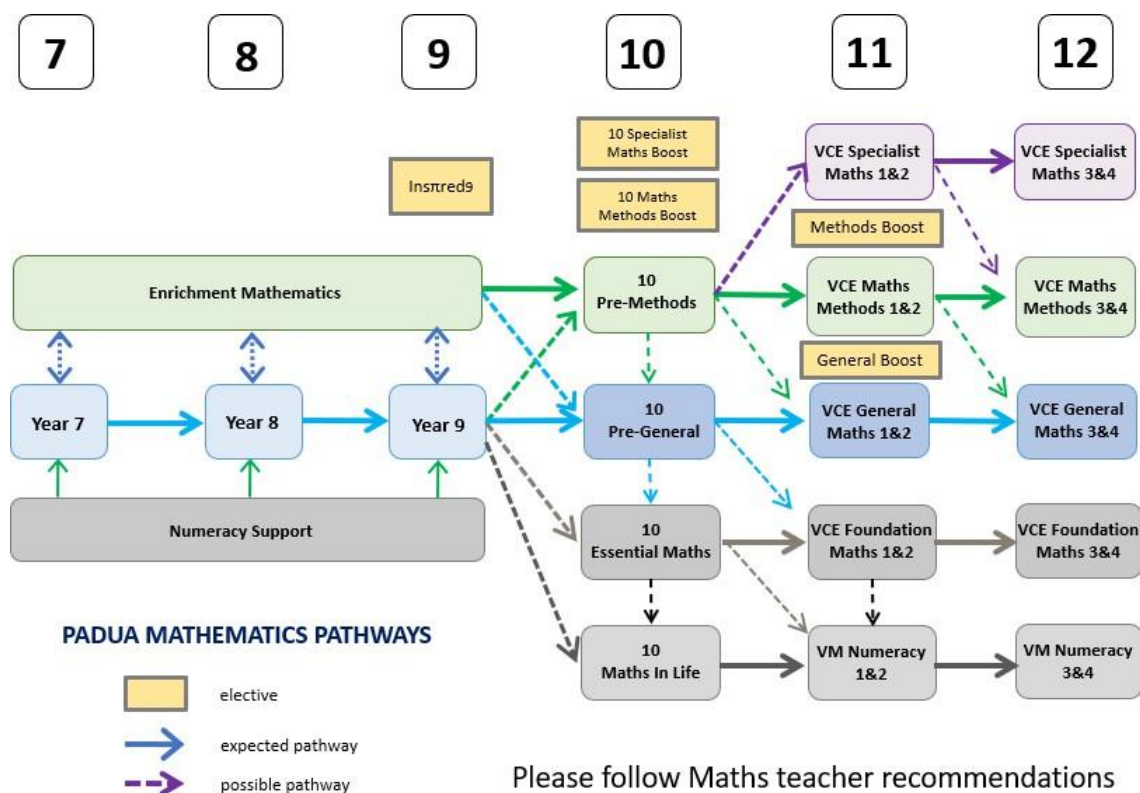 7
8
9
10
11
12
10 Specialist
Maths Boost
VCE Specialist
Maths 1&2
VCE Specialist
Maths 3&4
Insπred9
10 Maths
Methods Boost
Methods Boost
Enrichment Mathematics
10
Pre-Methods
VCE Maths
Methods 1&2
VCE Maths
Methods 3&4
General Boost
Year 7
Year 8
Year 9
10
Pre-General
VCE General
Maths 1&2
VCE General
Maths 3&4
Numeracy Support
10
Essential Maths
VCE Foundation
Maths 1&2
VCE Foundation
Maths 3&4
10
Maths In Life
VM Numeracy
1&2
VM Numeracy
3&4
PADUA MATHEMATICS PATHWAYS
elective
expected pathway
possible pathway
Please follow Maths teacher recommendations